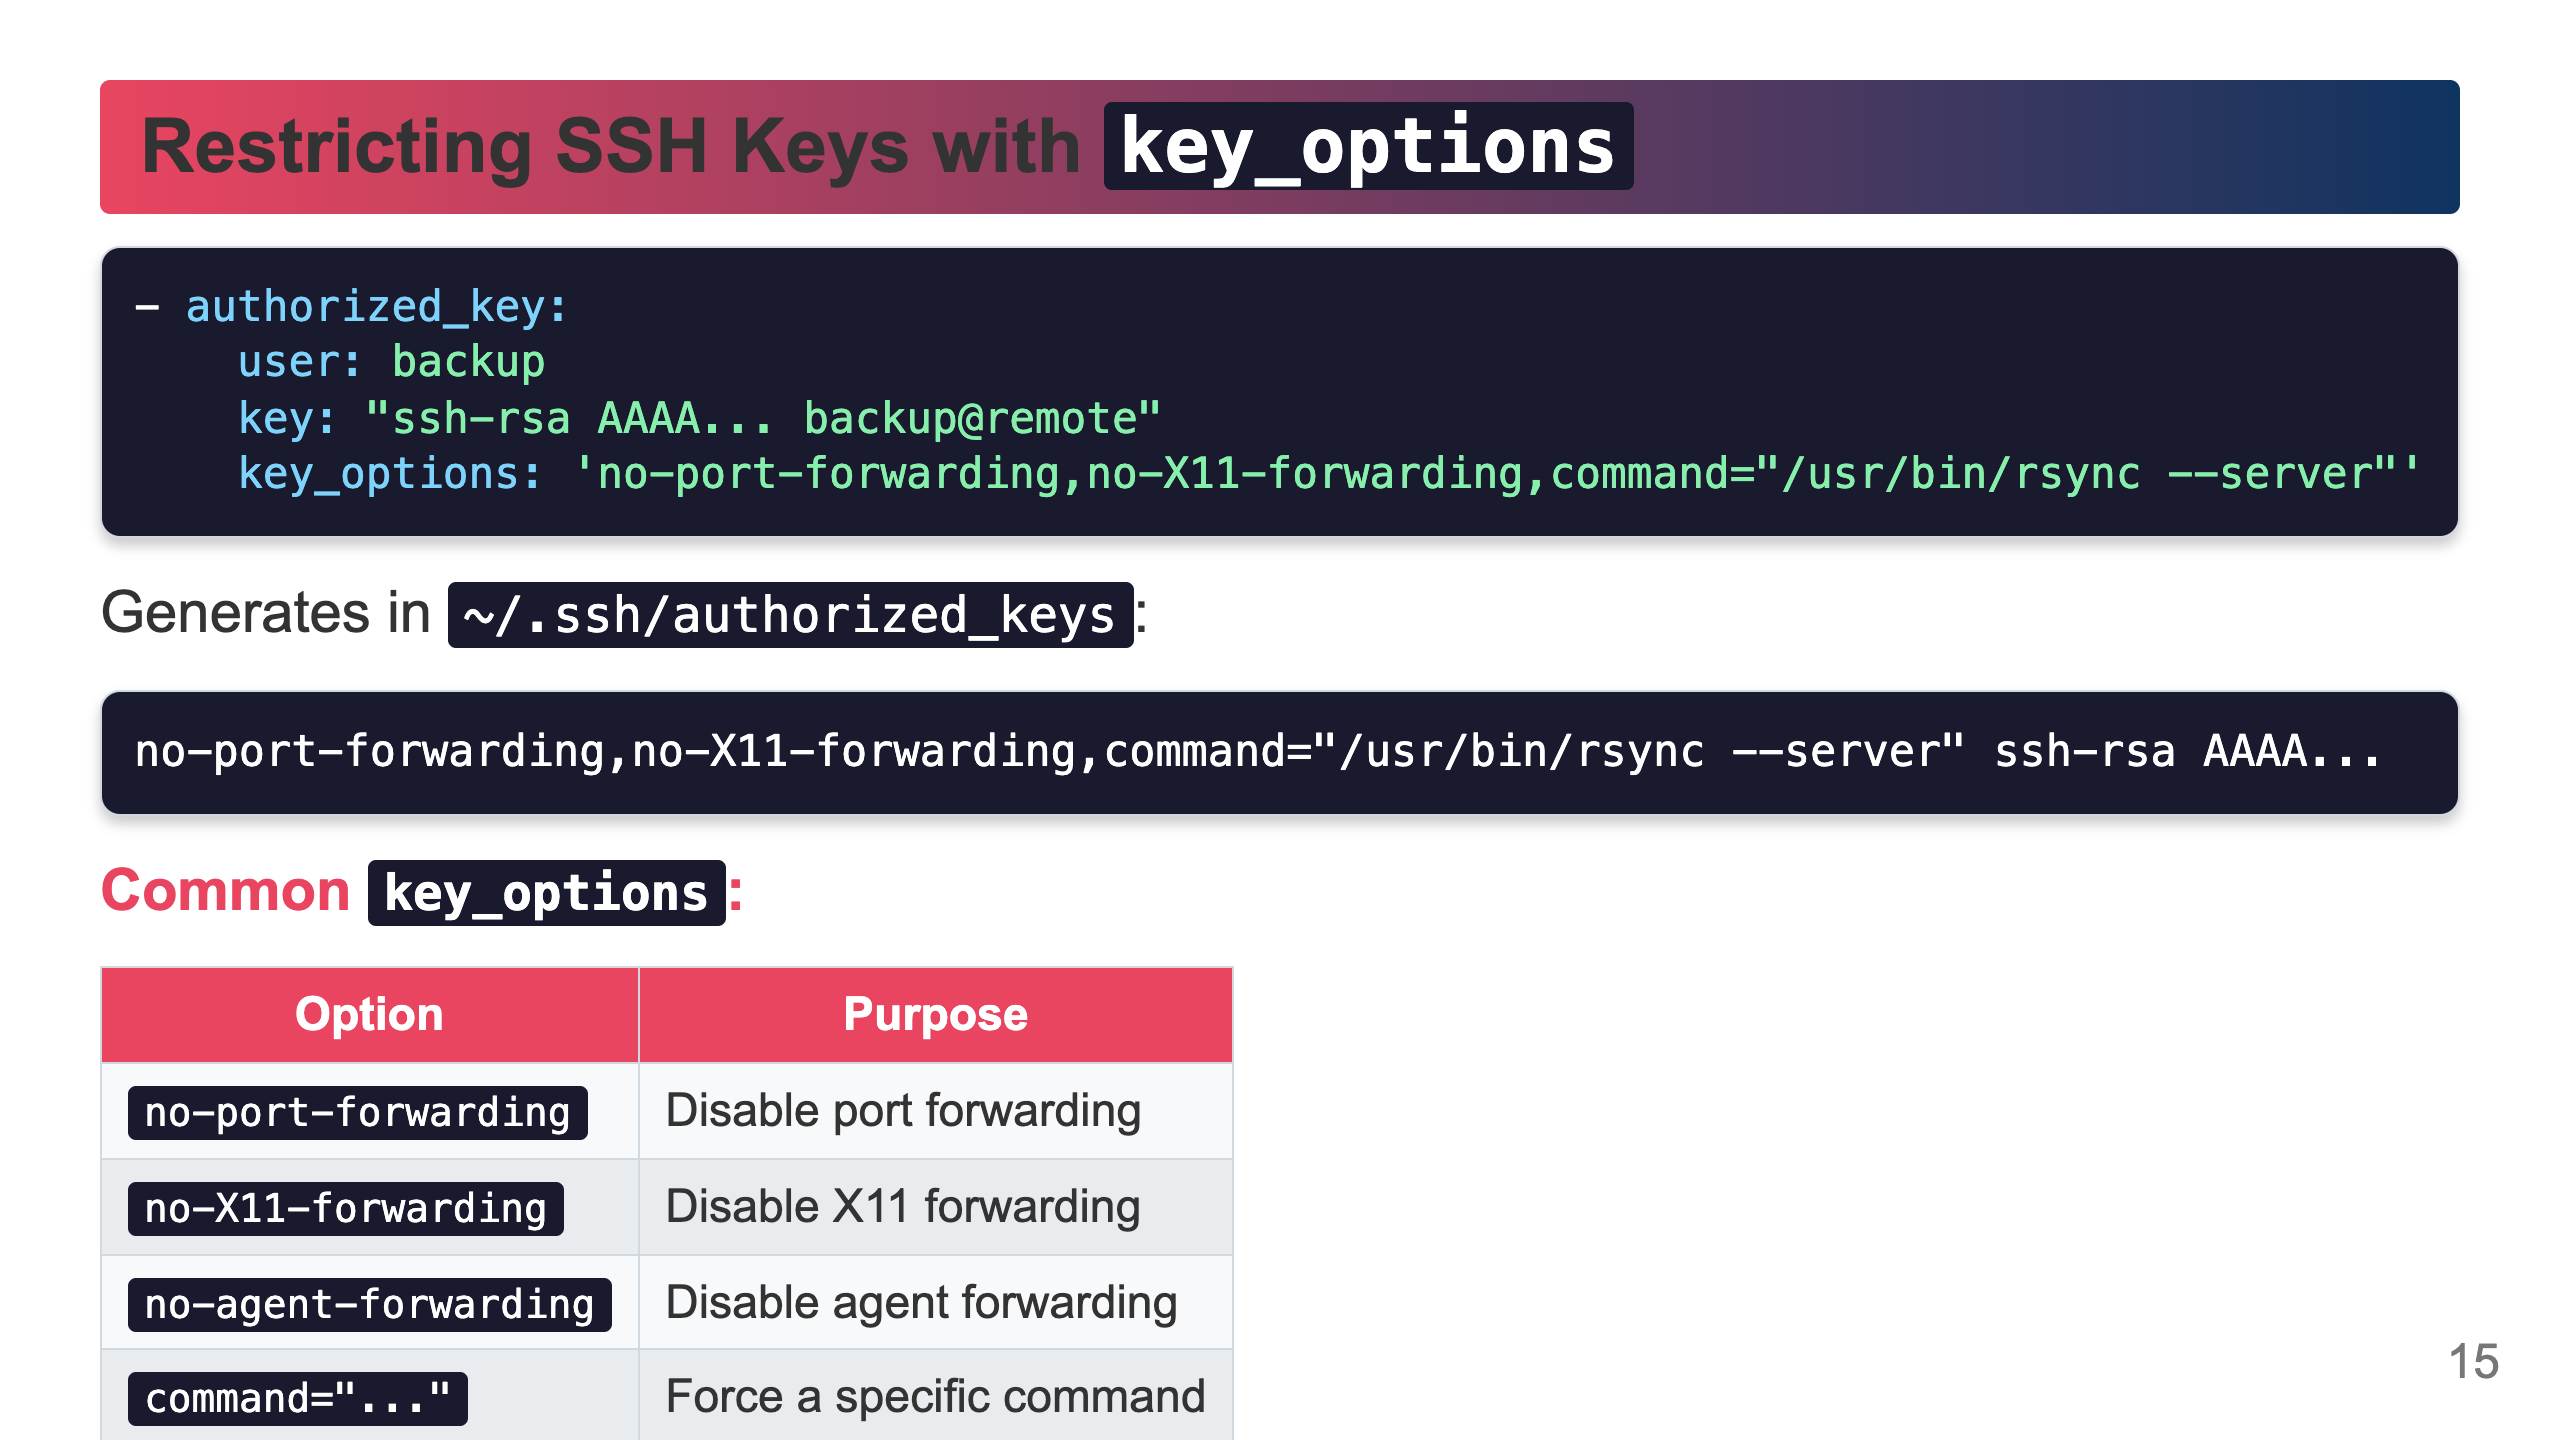 Restricting SSH Keys with key_options
- authorized_key:
    user: backup
    key: "ssh-rsa AAAA... backup@remote"
    key_options: 'no-port-forwarding,no-X11-forwarding,command="/usr/bin/rsync --server"'
Generates in ~/.ssh/authorized_keys:
no-port-forwarding,no-X11-forwarding,command="/usr/bin/rsync --server" ssh-rsa AAAA...
Common key_options:
Option Purpose
no-port-forwarding Disable port forwarding
no-X11-forwarding Disable X11 forwarding
no-agent-forwarding Disable agent forwarding
command="..." Force a specific command
15